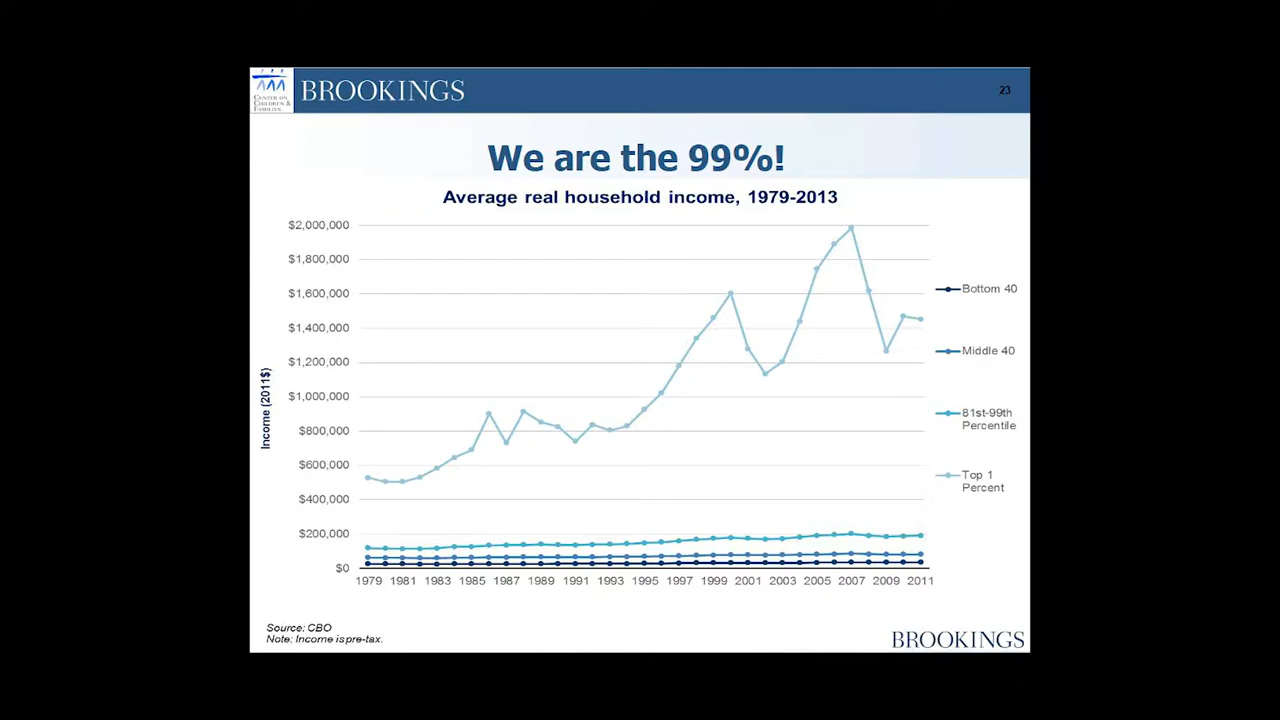 CENTER ON
CHILDREN &
FAMILIES
BROOKINGS
23
We are the 99%!
Average real household income, 1979-2013
$2,000,000
$1,800,000
$1,600,000
$1,400,000
$1,200,000
$1,000,000
$800,000
$600,000
$400,000
$200,000
$0
Income (2011$)
1979 1981 1983 1985 1987 1989 1991 1993 1995 1997 1999 2001 2003 2005 2007 2009 2011
Bottom 40
Middle 40
81st-99th
Percentile
Top 1
Percent
Source: CBO
Note: Income is pre-tax.
BROOKINGS